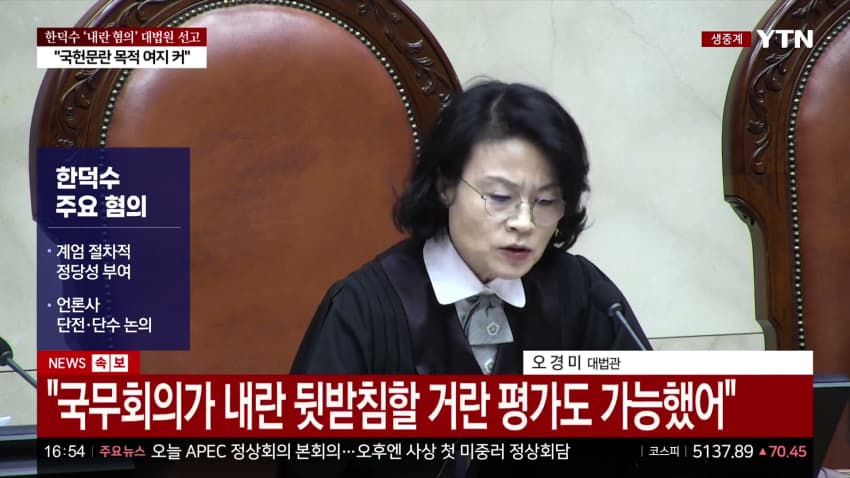 한덕수 '내란 혐의' 대법원 선고
"국헌문란 목적 여지 커"
생중계
YTN
한덕수
주요 혐의
· 계엄 절차적
정당성 부여
· 언론사
단전·단수 논의
NEWS 속보
오경미 대법관
"국무회의가 내란 뒷받침할 거란 평가도 가능했어"
16:54 주요뉴스 오늘 APEC 정상회의 본회의…오후엔 사상 첫 미중러 정상회담 코스피 5137.89 ▲70.45